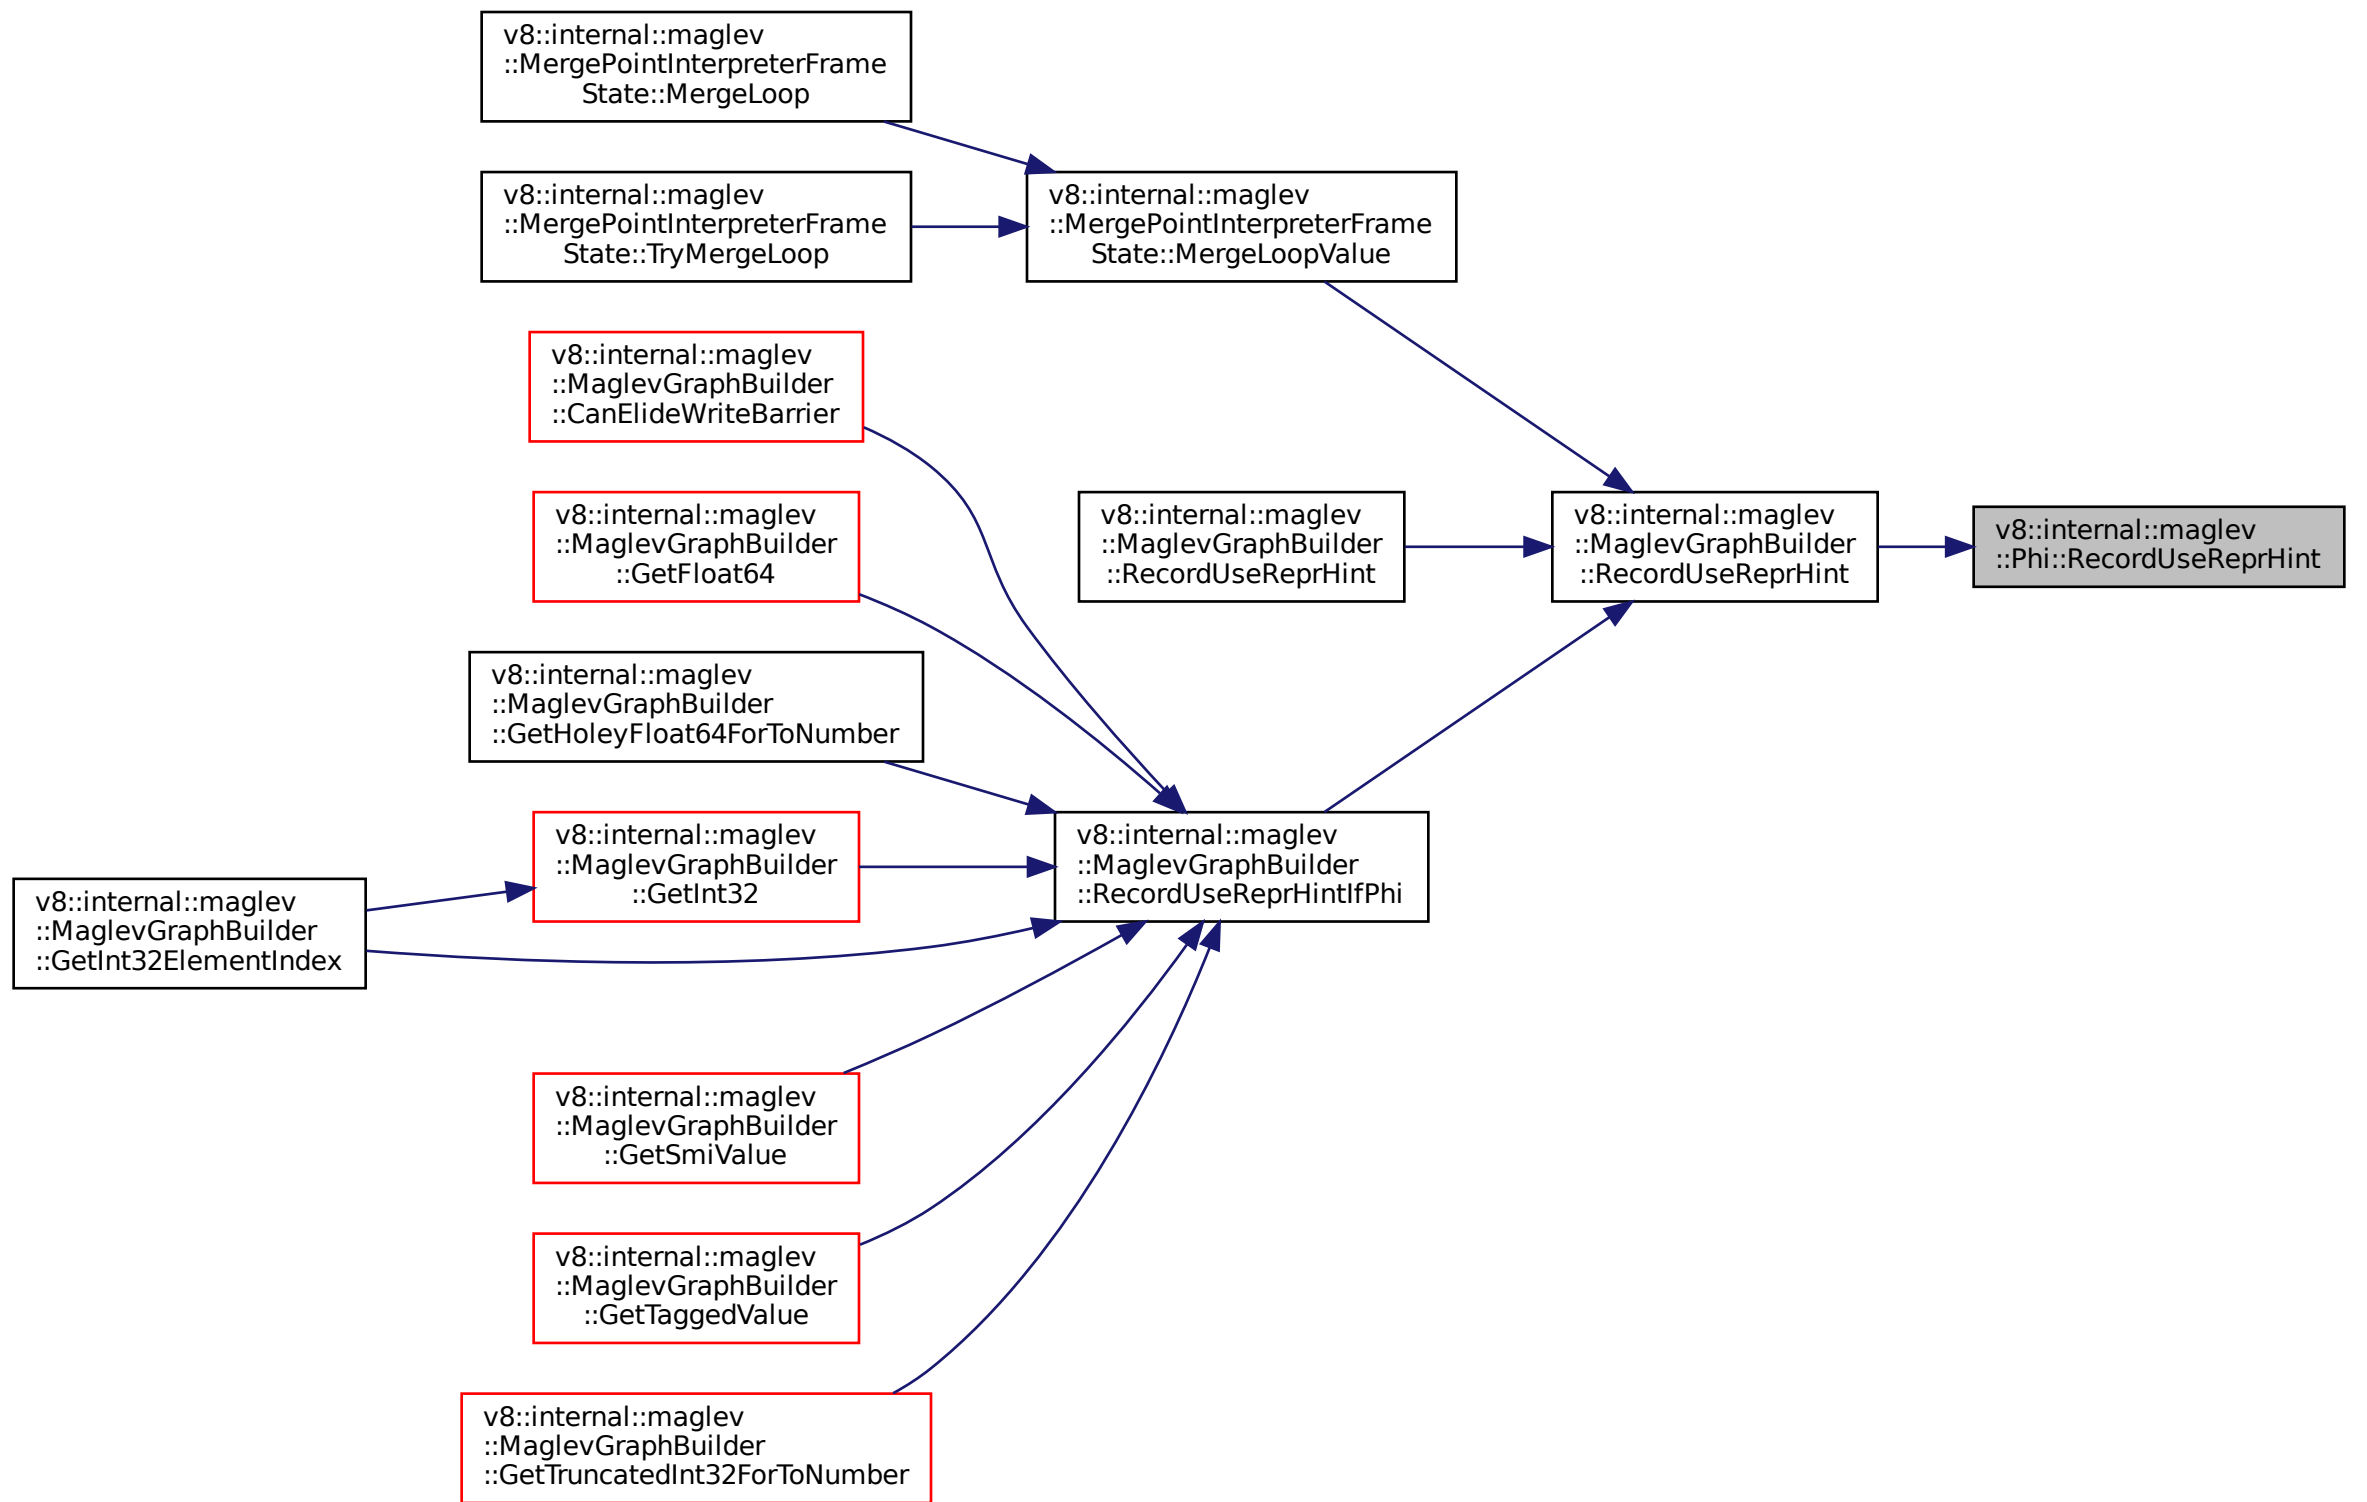 v8::internal::maglev
::MergePointInterpreterFrame
State::MergeLoop
v8::internal::maglev
::MergePointInterpreterFrame
State::TryMergeLoop
v8::internal::maglev
::MergePointInterpreterFrame
State::MergeLoopValue
v8::internal::maglev
::MaglevGraphBuilder
::CanElideWriteBarrier
v8::internal::maglev
::MaglevGraphBuilder
::GetFloat64
v8::internal::maglev
::MaglevGraphBuilder
::RecordUseReprHint
v8::internal::maglev
::MaglevGraphBuilder
::RecordUseReprHint
v8::internal::maglev
::Phi::RecordUseReprHint
v8::internal::maglev
::MaglevGraphBuilder
::GetHoleyFloat64ForToNumber
v8::internal::maglev
::MaglevGraphBuilder
::GetInt32
v8::internal::maglev
::MaglevGraphBuilder
::RecordUseReprHintIfPhi
v8::internal::maglev
::MaglevGraphBuilder
::GetInt32ElementIndex
v8::internal::maglev
::MaglevGraphBuilder
::GetSmiValue
v8::internal::maglev
::MaglevGraphBuilder
::GetTaggedValue
v8::internal::maglev
::MaglevGraphBuilder
::GetTruncatedInt32ForToNumber